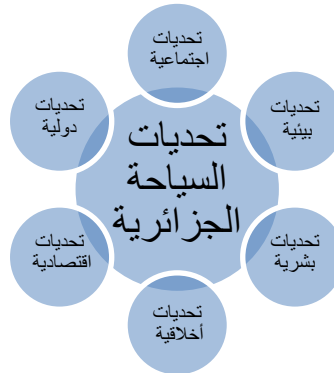 تحديات
اجتماعية
تحديات
بيئية
تحديات
بشرية
تحديات
أخلاقية
تحديات
اقتصادية
تحديات
دولية
تحديات
السياحة
الجزائرية